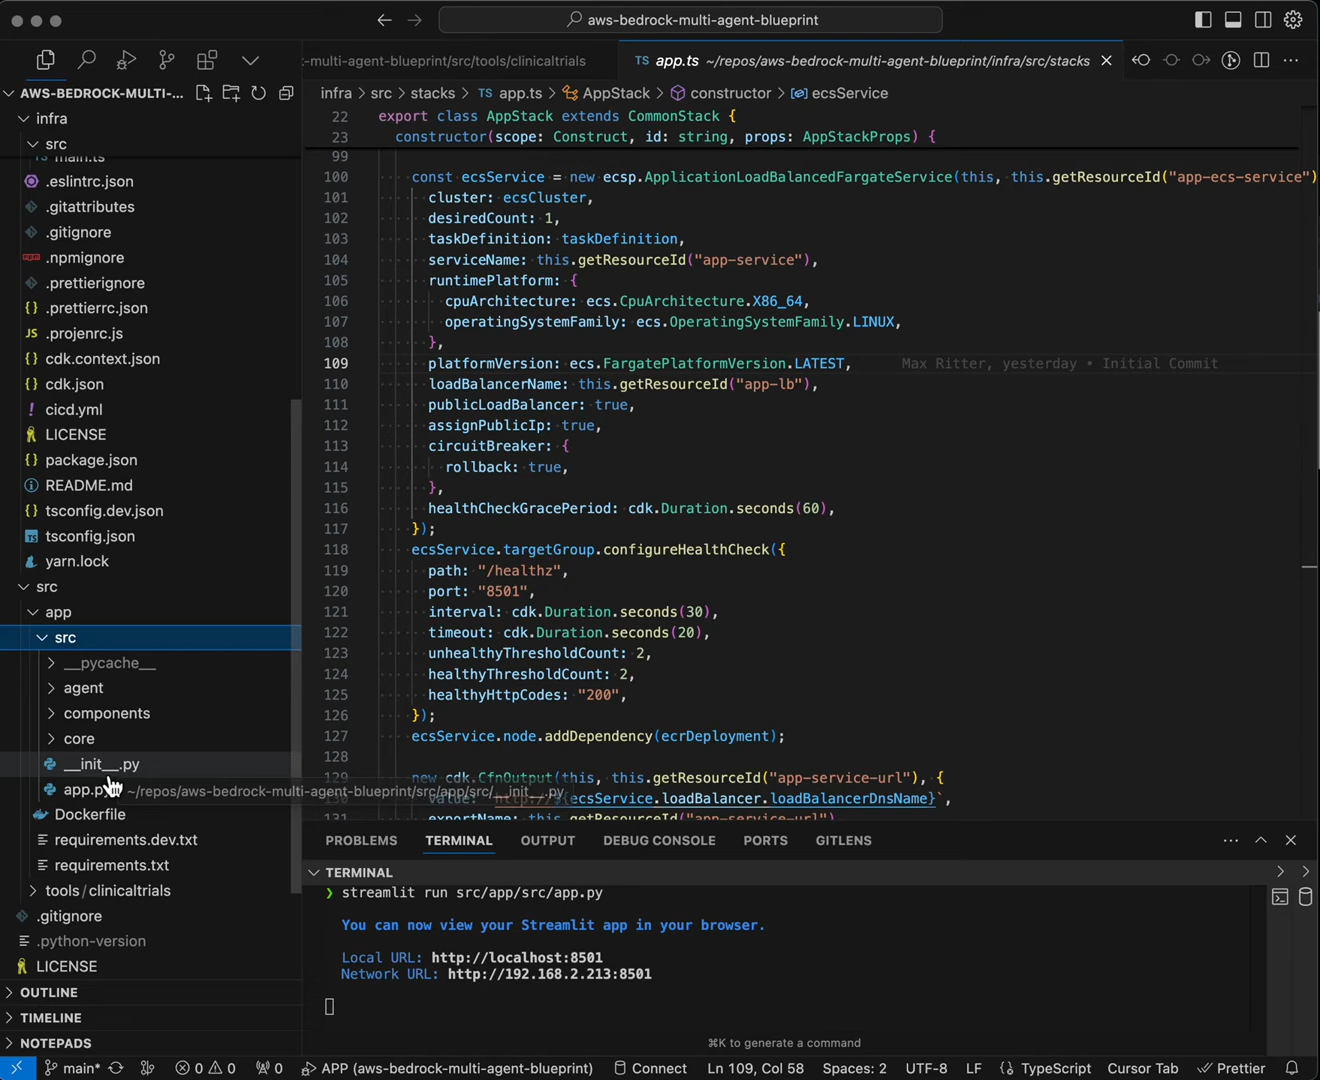 aws-bedrock-multi-agent-blueprint
AWS-BEDROCK-MULTI-...
infra
src
main.ts
.eslintrc.json
.gitattributes
.gitignore
.npmignore
.prettierignore
.prettierrc.json
.projenrc.js
cdk.context.json
cdk.json
cicd.yml
LICENSE
package.json
README.md
tsconfig.dev.json
tsconfig.json
yarn.lock
src
app
src
__pycache__
agent
components
core
__init__.py
app.py
~/repos/aws-bedrock-multi-agent-blueprint/src/app/src/__init__.py
Dockerfile
requirements.dev.txt
requirements.txt
tools / clinicaltrials
.gitignore
.python-version
LICENSE
OUTLINE
TIMELINE
NOTEPADS
-multi-agent-blueprint/src/tools/clinicaltrials
TS app.ts ~/repos/aws-bedrock-multi-agent-blueprint/infra/src/stacks
infra > src > stacks > TS app.ts > AppStack > constructor > ecsService
22 export class AppStack extends CommonStack {
23 constructor(scope: Construct, id: string, props: AppStackProps) {
99
100 const ecsService = new ecsp.ApplicationLoadBalancedFargateService(this, this.getResourceId("app-ecs-service")
101 cluster: ecsCluster,
102 desiredCount: 1,
103 taskDefinition: taskDefinition,
104 serviceName: this.getResourceId("app-service"),
105 runtimePlatform: {
106 cpuArchitecture: ecs.CpuArchitecture.X86_64,
107 operatingSystemFamily: ecs.OperatingSystemFamily.LINUX,
108 },
109 platformVersion: ecs.FargatePlatformVersion.LATEST, Max Ritter, yesterday • Initial Commit
110 loadBalancerName: this.getResourceId("app-lb"),
111 publicLoadBalancer: true,
112 assignPublicIp: true,
113 circuitBreaker: {
114 rollback: true,
115 },
116 healthCheckGracePeriod: cdk.Duration.seconds(60),
117 });
118 ecsService.targetGroup.configureHealthCheck({
119 path: "/healthz",
120 port: "8501",
121 interval: cdk.Duration.seconds(30),
122 timeout: cdk.Duration.seconds(20),
123 unhealthyThresholdCount: 2,
124 healthyThresholdCount: 2,
125 healthyHttpCodes: "200",
126 });
127 ecsService.node.addDependency(ecrDeployment);
128
129 new cdk.CfnOutput(this, this.getResourceId("app-service-url"), {
130 value: `http://${ecsService.loadBalancer.loadBalancerDnsName}`,
131 exportName: this.getResourceId("app-service-url")
PROBLEMS TERMINAL OUTPUT DEBUG CONSOLE PORTS GITLENS
TERMINAL
❯ streamlit run src/app/src/app.py
You can now view your Streamlit app in your browser.
Local URL: http://localhost:8501
Network URL: http://192.168.2.213:8501
⌘K to generate a command
main* 0 0 0 APP (aws-bedrock-multi-agent-blueprint) Connect Ln 109, Col 58 Spaces: 2 UTF-8 LF TypeScript Cursor Tab Prettier